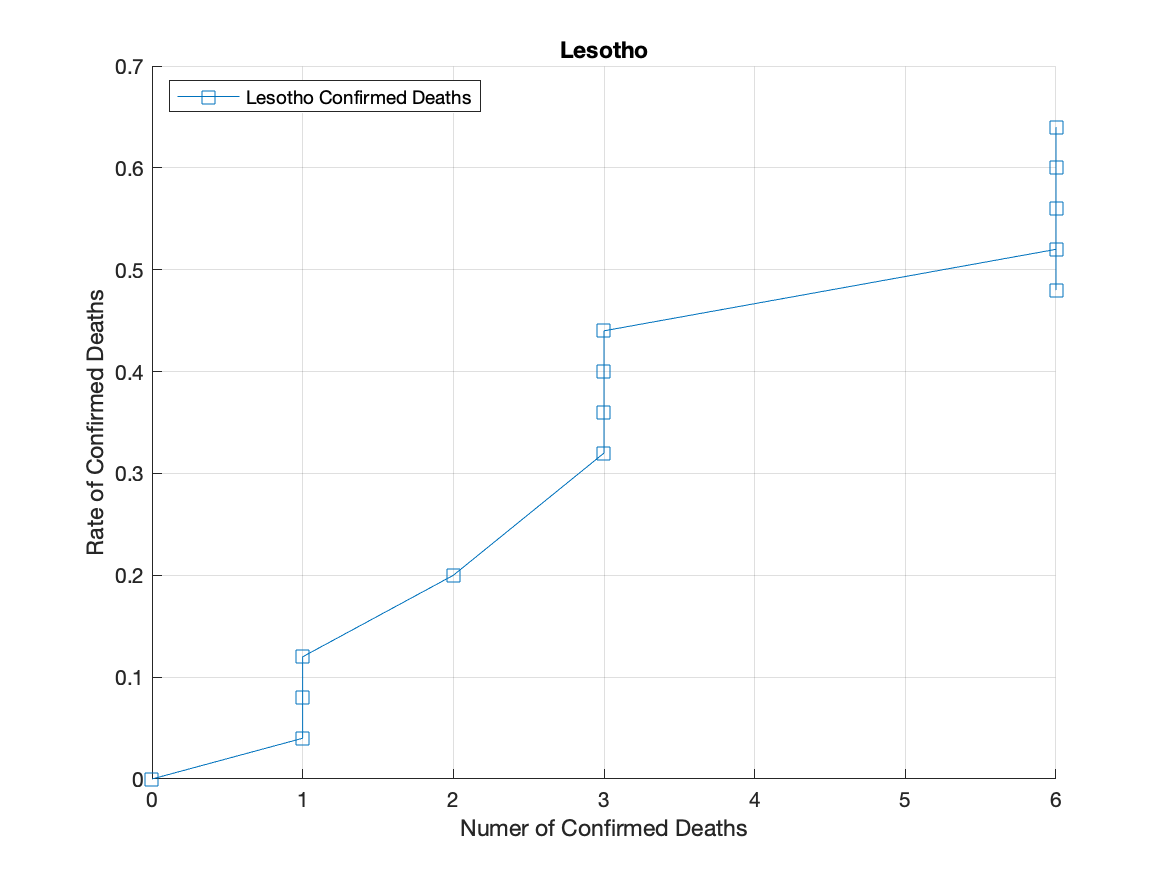 Lesotho
Lesotho Confirmed Deaths
0.7
0.6
0.5
0.4
0.3
0.2
0.1
0
Rate of Confirmed Deaths
0 1 2 3 4 5 6
Numer of Confirmed Deaths